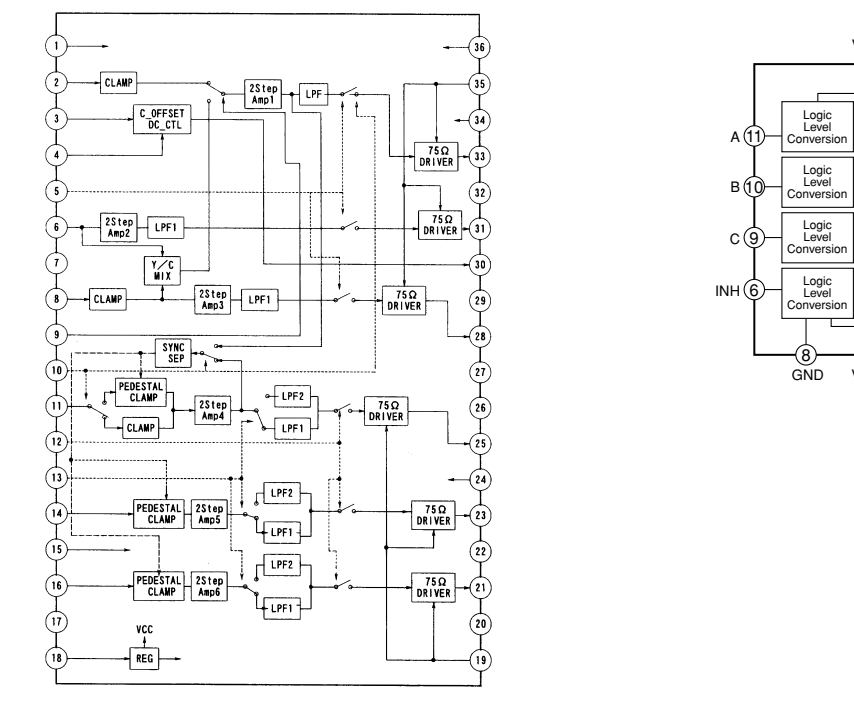 1
36
2
CLAMP
2Step
Amp1
LPF
35
3
C_OFFSET
DC_CTL
34
4
75Ω
DRIVER
33
5
32
6
2Step
Amp2
LPF1
75Ω
DRIVER
31
7
Y/C
MIX
30
8
CLAMP
2Step
Amp3
LPF1
75Ω
DRIVER
29
9
28
SYNC
SEP
10
27
PEDESTAL
CLAMP
LPF2
11
2Step
Amp4
75Ω
DRIVER
26
CLAMP
LPF1
12
25
13
24
LPF2
14
PEDESTAL
CLAMP
2Step
Amp5
75Ω
DRIVER
23
LPF1
15
22
LPF2
16
PEDESTAL
CLAMP
2Step
Amp6
75Ω
DRIVER
21
LPF1
17
20
VCC
18
REG
19
A 11
Logic
Level
Conversion
B 10
Logic
Level
Conversion
C 9
Logic
Level
Conversion
INH 6
Logic
Level
Conversion
8
GND